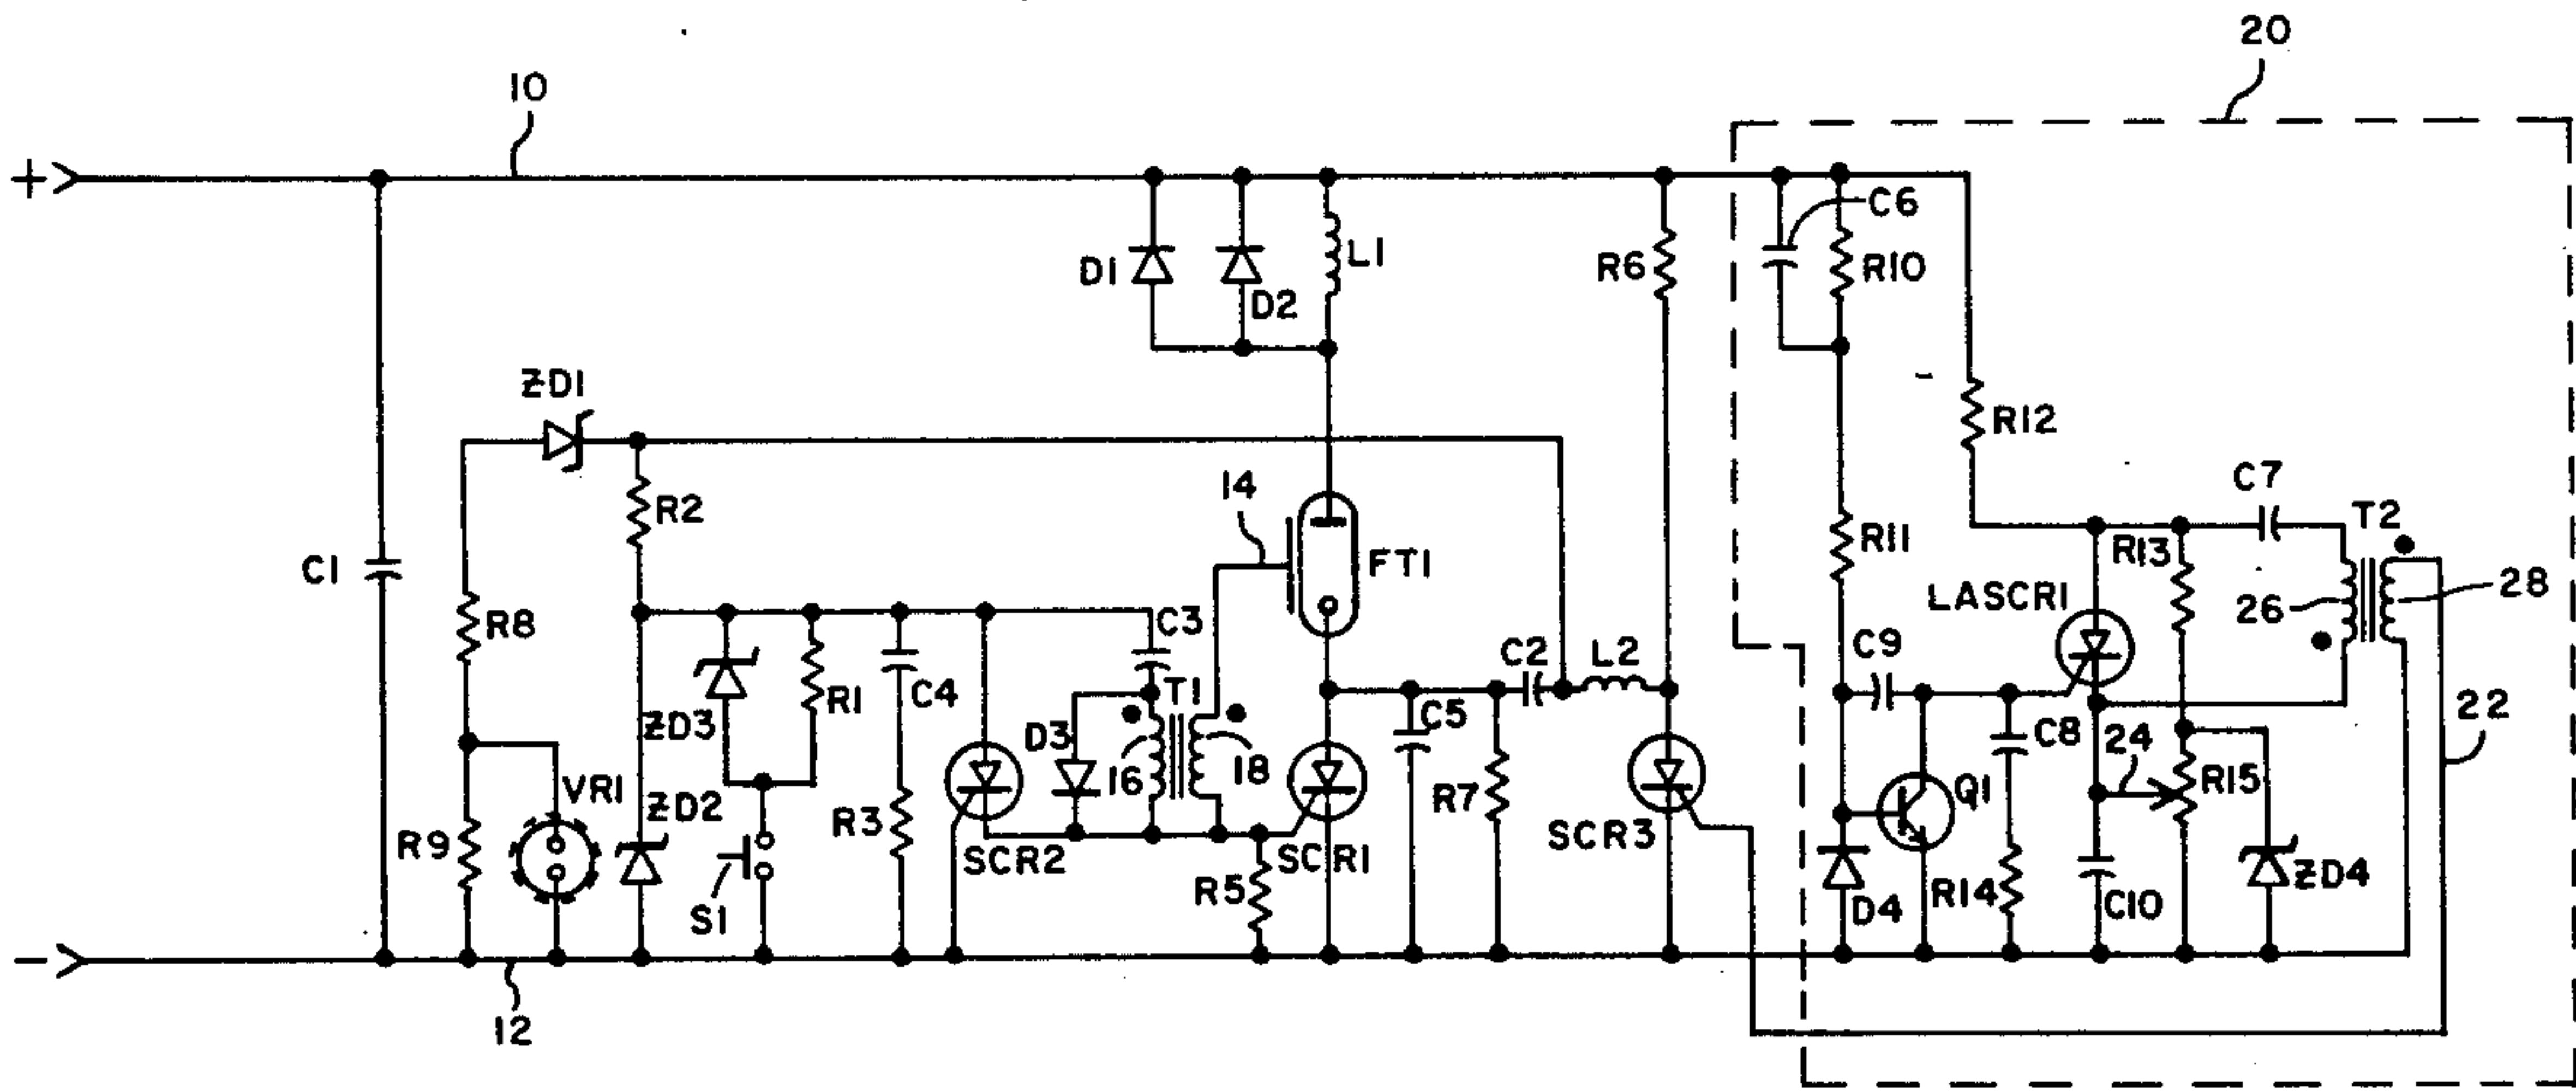 20
10
+
C6
D1
D2
L1
R6
R10
ZD1
R12
R2
14
C7
T2
C1
FT1
R11
R13
LASCR1
26
28
R8
C3
C9
C2
L2
T1
C4
R1
ZD3
D3
16
18
C5
C8
24
22
VR1
ZD2
R7
Q1
R15
R9
R3
SCR2
SCR1
SCR3
S1
R5
D4
R14
C10
ZD4
−
12